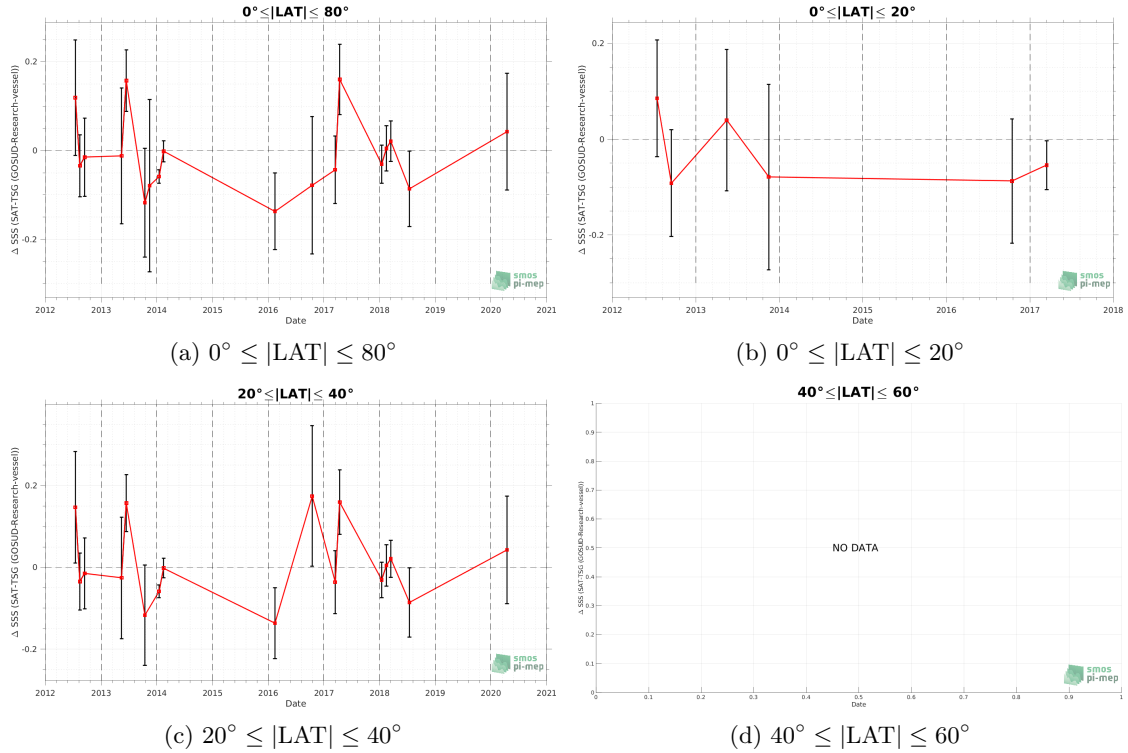 0°≤|LAT|≤ 80°
Δ SSS (SAT-TSG (GOSUD-Research-vessel))
0.2
0
-0.2
2012 2013 2014 2015 2016 2017 2018 2019 2020 2021
Date
smos
pi-mep
(a) 0° ≤ |LAT| ≤ 80°
0°≤|LAT|≤ 20°
Δ SSS (SAT-TSG (GOSUD-Research-vessel))
0.2
0
-0.2
2012 2013 2014 2015 2016 2017 2018
Date
smos
pi-mep
(b) 0° ≤ |LAT| ≤ 20°
20°≤|LAT|≤ 40°
Δ SSS (SAT-TSG (GOSUD-Research-vessel))
0.2
0
-0.2
2012 2013 2014 2015 2016 2017 2018 2019 2020 2021
Date
smos
pi-mep
(c) 20° ≤ |LAT| ≤ 40°
40°≤|LAT|≤ 60°
Δ SSS (SAT-TSG (GOSUD-Research-vessel))
1
0.9
0.8
0.7
0.6
0.5
0.4
0.3
0.2
0.1
0
NO DATA
0 0.1 0.2 0.3 0.4 0.5 0.6 0.7 0.8 0.9 1
Date
smos
pi-mep
(d) 40° ≤ |LAT| ≤ 60°